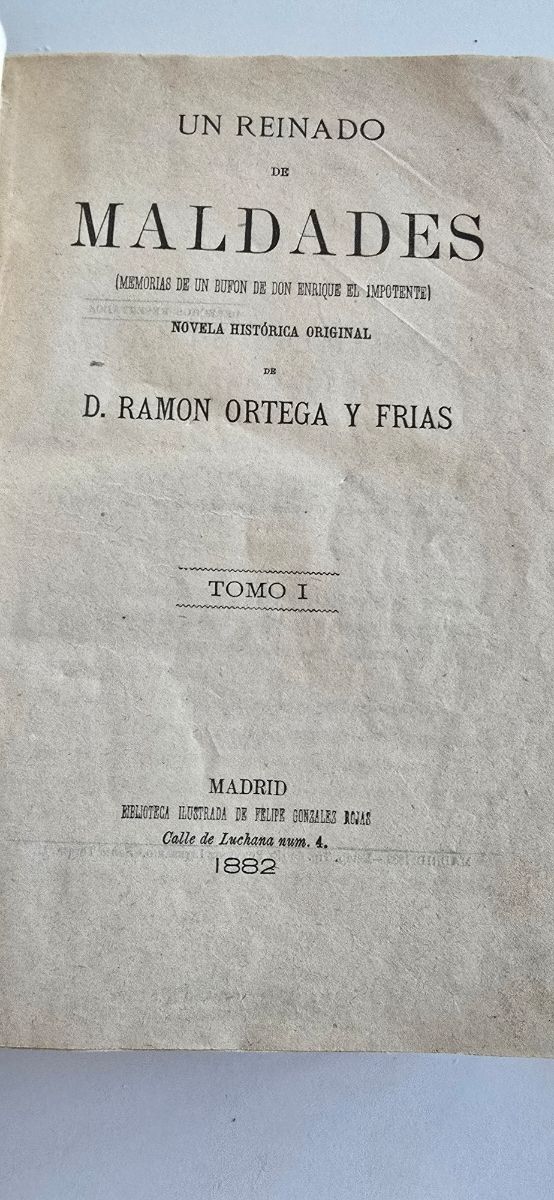 UN REINADO
DE
MALDADES
(MEMORIAS DE UN BUFON DE DON ENRIQUE EL IMPOTENTE)
NOVELA HISTÓRICA ORIGINAL
DE
D. RAMON ORTEGA Y FRIAS
TOMO I
MADRID
BIBLIOTECA ILUSTRADA DE FELIPE GONZALEZ ROJAS
Calle de Luchana num. 4.
1882